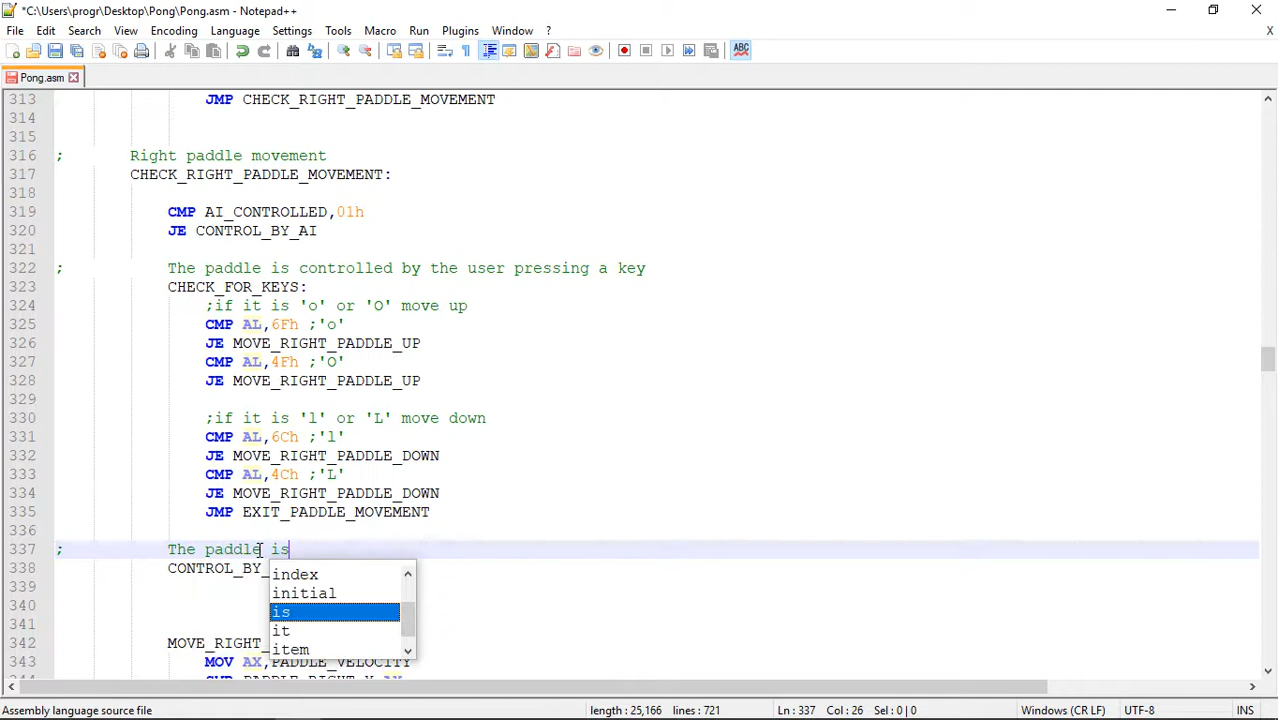 *C:\Users\progr\Desktop\Pong\Pong.asm - Notepad++
File Edit Search View Encoding Language Settings Tools Macro Run Plugins Window ? X
ABC
Pong.asm
313 JMP CHECK_RIGHT_PADDLE_MOVEMENT
314
315
316 ; Right paddle movement
317 CHECK_RIGHT_PADDLE_MOVEMENT:
318
319 CMP AI_CONTROLLED,01h
320 JE CONTROL_BY_AI
321
322 ; The paddle is controlled by the user pressing a key
323 CHECK_FOR_KEYS:
324 ;if it is 'o' or 'O' move up
325 CMP AL,6Fh ;'o'
326 JE MOVE_RIGHT_PADDLE_UP
327 CMP AL,4Fh ;'O'
328 JE MOVE_RIGHT_PADDLE_UP
329
330 ;if it is 'l' or 'L' move down
331 CMP AL,6Ch ;'l'
332 JE MOVE_RIGHT_PADDLE_DOWN
333 CMP AL,4Ch ;'L'
334 JE MOVE_RIGHT_PADDLE_DOWN
335 JMP EXIT_PADDLE_MOVEMENT
336
337 ; The paddle is
338 CONTROL_BY_
index
339
initial
340
is
341
it
342 MOVE_RIGHT_
item
343 MOV AX,PADDLE_VELOCITY
Assembly language source file length : 25,166 lines : 721 Ln : 337 Col : 26 Sel : 0 | 0 Windows (CR LF) UTF-8 INS